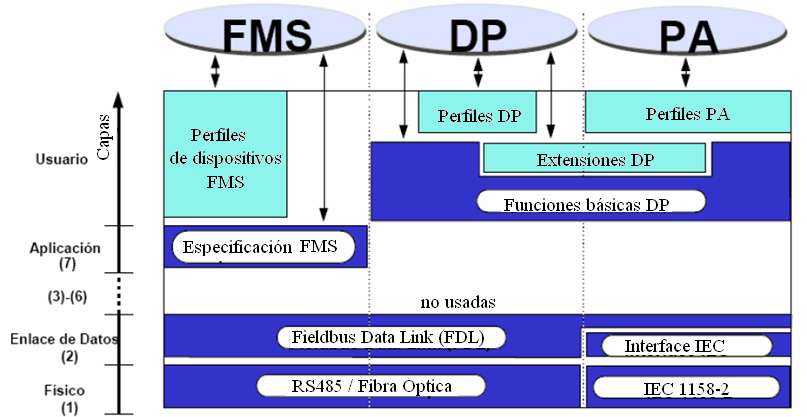 FMS
DP
PA
Capas
Usuario
Perfiles
de dispositivos
FMS
Perfiles DP
Perfiles PA
Extensiones DP
Funciones básicas DP
Aplicación
(7)
Especificación FMS
(3)-(6)
no usadas
Enlace de Datos
(2)
Fieldbus Data Link (FDL)
Interface IEC
Físico
(1)
RS485 / Fibra Optica
IEC 1158-2